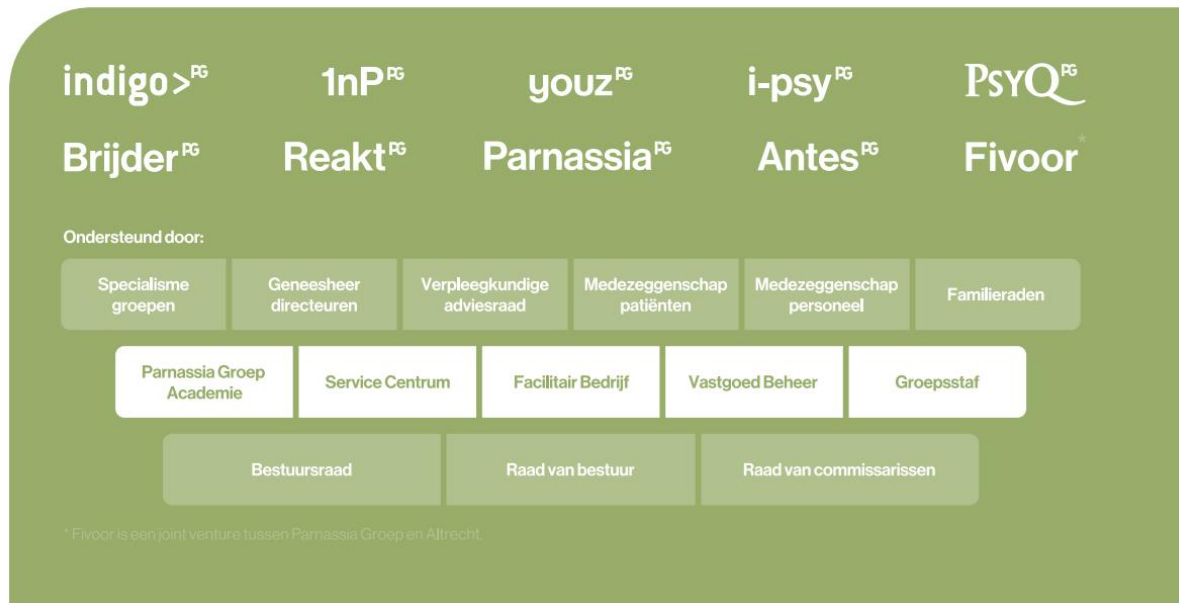 indigo>PG 1nPPG youzPG i-psyPG PsyQPG
BrijderPG ReaktPG ParnassiaPG AntesPG Fivoor*
Ondersteund door:
Specialisme
groepen
Geneesheer
directeuren
Verpleegkundige
adviesraad
Medezeggenschap
patiënten
Medezeggenschap
personeel
Familieraden
Parnassia Groep
Academie
Service Centrum
Facilitair Bedrijf
Vastgoed Beheer
Groepsstaf
Bestuursraad
Raad van bestuur
Raad van commissarissen
* Fivoor is een joint venture tussen Parnassia Groep en Altrecht.